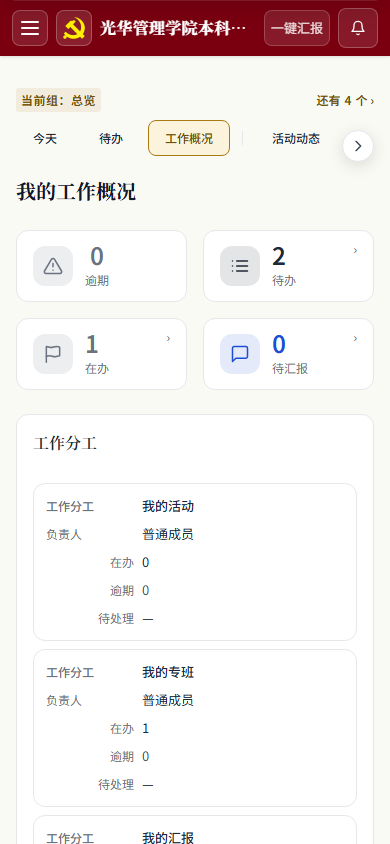 光华管理学院本科…
一键汇报
当前组：总览
还有 4 个 ›
今天
待办
工作概况
活动动态
我的工作概况
0
逾期
2
待办
1
在办
0
待汇报
工作分工
工作分工 我的活动
负责人 普通成员
在办 0
逾期 0
待处理 —
工作分工 我的专班
负责人 普通成员
在办 1
逾期 0
待处理 —
工作分工 我的汇报